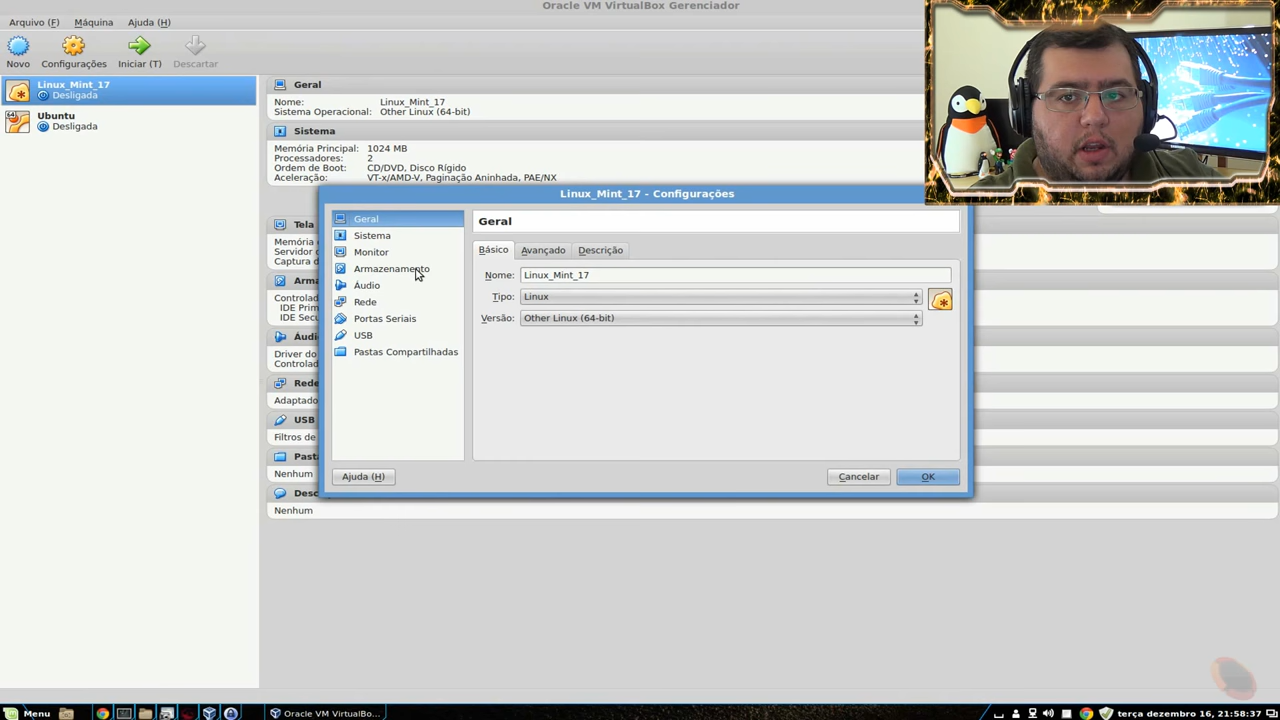 Oracle VM VirtualBox Gerenciador
Arquivo (F) Máquina Ajuda (H)
Novo Configurações Iniciar (T) Descartar
Linux_Mint_17
Desligada
Ubuntu
Desligada
Geral
Nome: Linux_Mint_17
Sistema Operacional: Other Linux (64-bit)
Sistema
Memória Principal: 1024 MB
Processadores: 2
Ordem de Boot: CD/DVD, Disco Rígido
Aceleração: VT-x/AMD-V, Paginação Aninhada, PAE/NX
Tela
Memória
Servidor
Captura d
Arma
Controlad
IDE Prim
IDE Secu
Áudio
Driver do
Controlad
Rede
Adaptado
USB
Filtros de
Pasta
Nenhum
Desc
Nenhum
Linux_Mint_17 - Configurações
Geral
Sistema
Monitor
Armazenamento
Áudio
Rede
Portas Seriais
USB
Pastas Compartilhadas
Geral
Básico Avançado Descrição
Nome: Linux_Mint_17
Tipo: Linux
Versão: Other Linux (64-bit)
Ajuda (H) Cancelar OK
Menu Oracle VM VirtualBo... terça dezembro 16, 21:58:37